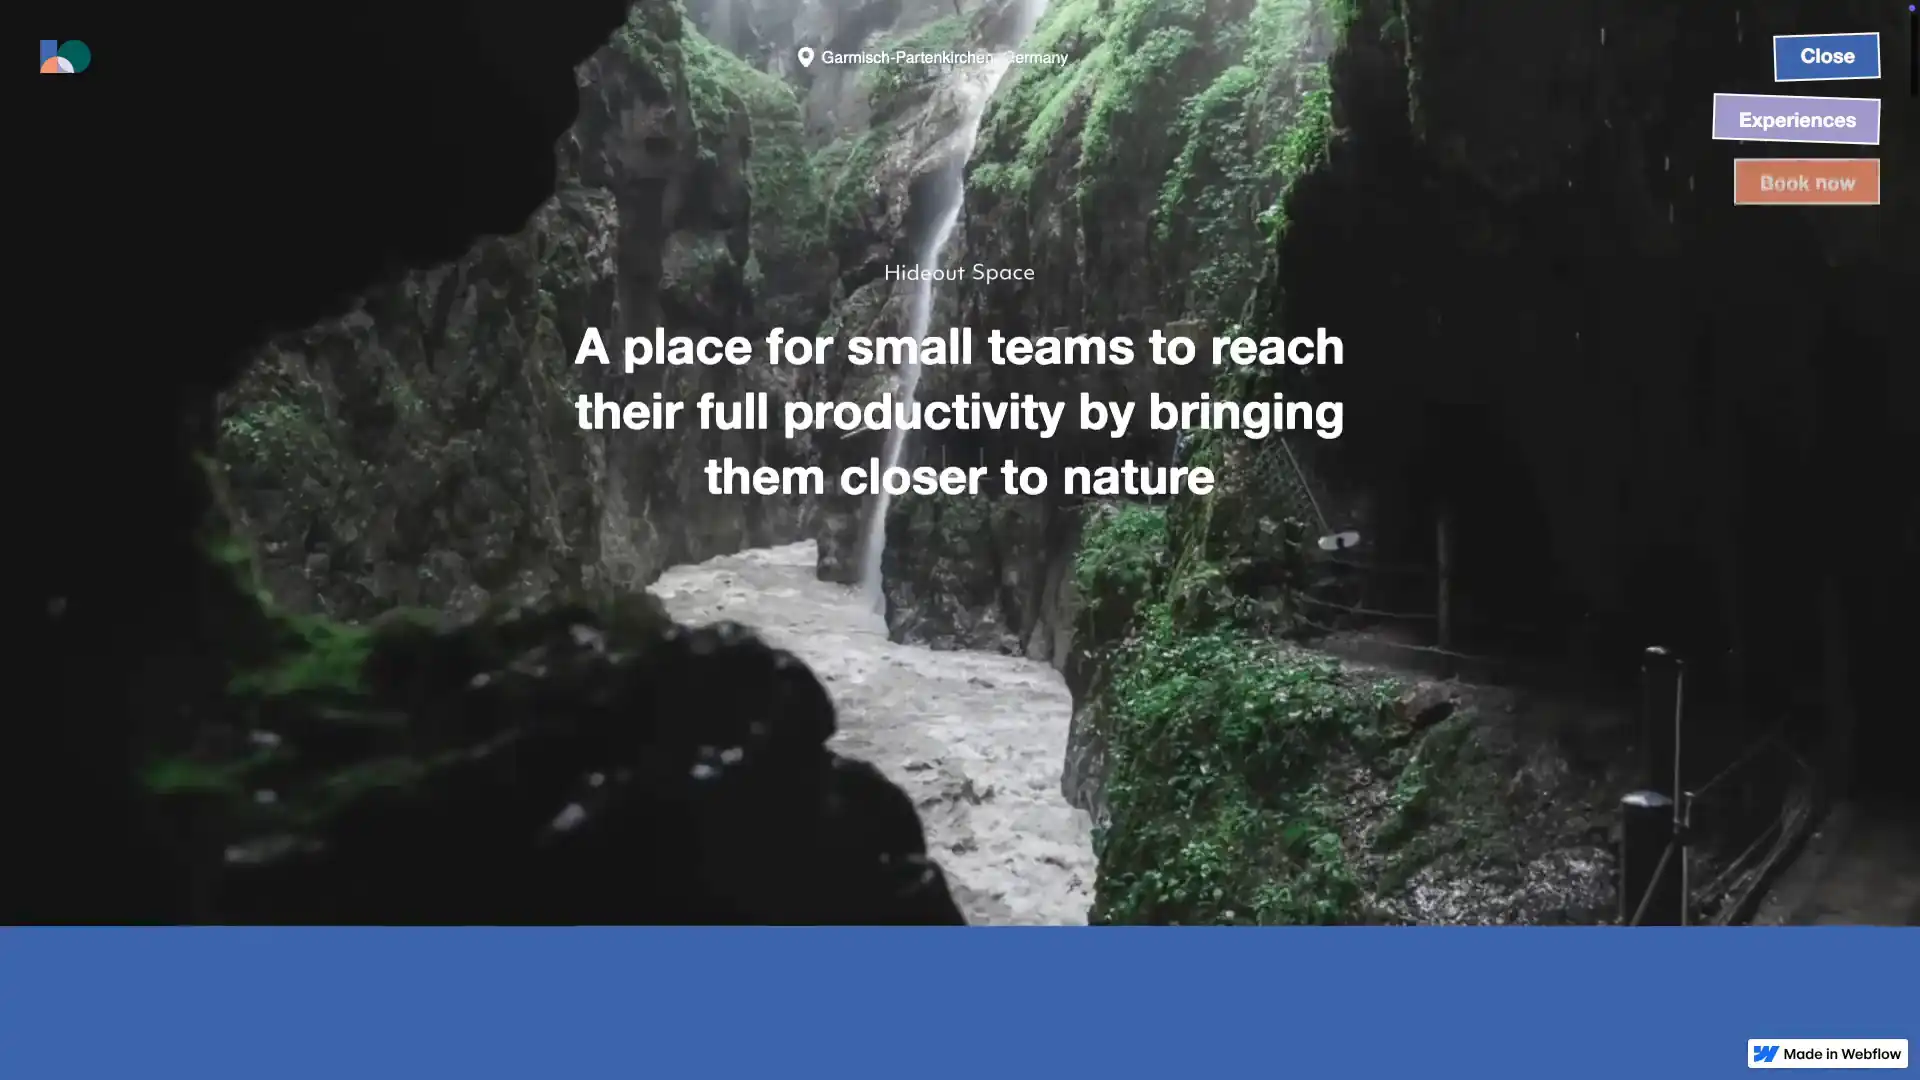 Garmisch-Partenkirchen, Germany
Close
Experiences
Book now
Hideout Space
A place for small teams to reach
their full productivity by bringing
them closer to nature
Made in Webflow